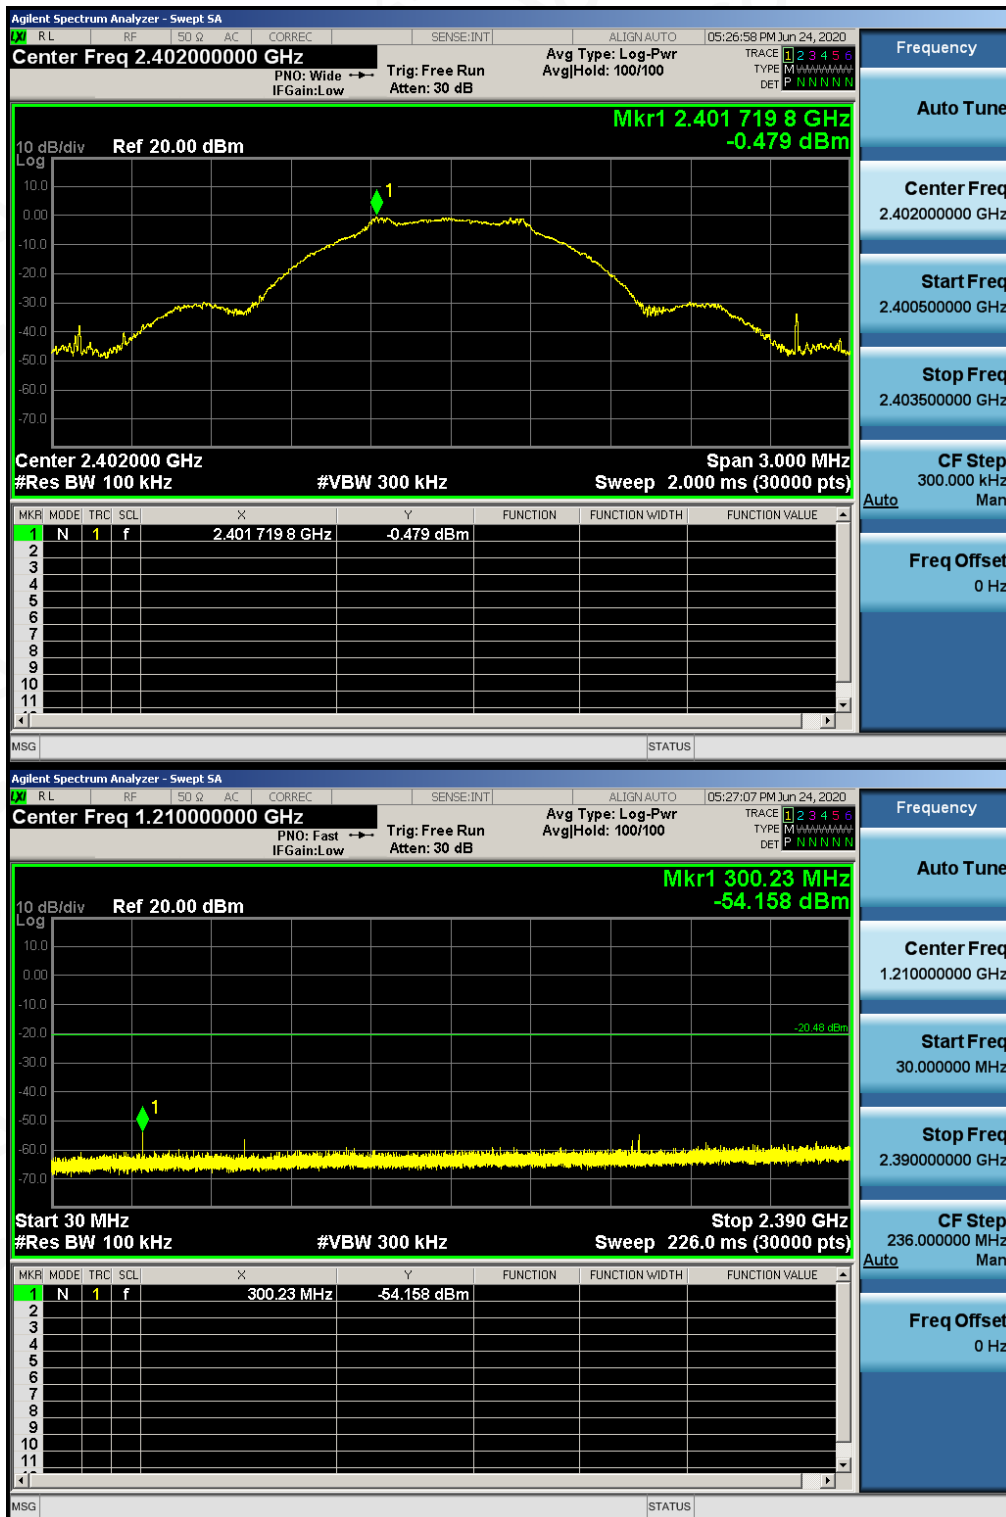 Agilent Spectrum Analyzer - Swept SA
LXI RL RF 50 Ω AC CORREC SENSE:INT ALIGN AUTO 05:26:58 PM Jun 24, 2020
Center Freq 2.402000000 GHz
PNO: Wide
IFGain:Low
Trig: Free Run
Atten: 30 dB
Avg Type: Log-Pwr
Avg|Hold: 100/100
TRACE 1 2 3 4 5 6
TYPE M
DET P N N N N N
Mkr1 2.401 719 8 GHz
-0.479 dBm
10 dB/div Ref 20.00 dBm
Log
10.0
0.00
-10.0
-20.0
-30.0
-40.0
-50.0
-60.0
-70.0
1
Center 2.402000 GHz Span 3.000 MHz
#Res BW 100 kHz #VBW 300 kHz Sweep 2.000 ms (30000 pts)
MKR MODE TRC SCL X Y FUNCTION FUNCTION WIDTH FUNCTION VALUE
1 N 1 f 2.401 719 8 GHz -0.479 dBm
2
3
4
5
6
7
8
9
10
11
MSG STATUS
Frequency
Auto Tune
Center Freq
2.402000000 GHz
Start Freq
2.400500000 GHz
Stop Freq
2.403500000 GHz
CF Step
300.000 kHz
Auto Man
Freq Offset
0 Hz
Agilent Spectrum Analyzer - Swept SA
LXI RL RF 50 Ω AC CORREC SENSE:INT ALIGN AUTO 05:27:07 PM Jun 24, 2020
Center Freq 1.210000000 GHz
PNO: Fast
IFGain:Low
Trig: Free Run
Atten: 30 dB
Avg Type: Log-Pwr
Avg|Hold: 100/100
TRACE 1 2 3 4 5 6
TYPE M
DET P N N N N N
Mkr1 300.23 MHz
-54.158 dBm
10 dB/div Ref 20.00 dBm
Log
10.0
0.00
-10.0
-20.0
-30.0
-40.0
-50.0
-60.0
-70.0
-20.48 dBm
1
Start 30 MHz Stop 2.390 GHz
#Res BW 100 kHz #VBW 300 kHz Sweep 226.0 ms (30000 pts)
MKR MODE TRC SCL X Y FUNCTION FUNCTION WIDTH FUNCTION VALUE
1 N 1 f 300.23 MHz -54.158 dBm
2
3
4
5
6
7
8
9
10
11
MSG STATUS
Frequency
Auto Tune
Center Freq
1.210000000 GHz
Start Freq
30.000000 MHz
Stop Freq
2.390000000 GHz
CF Step
236.000000 MHz
Auto Man
Freq Offset
0 Hz